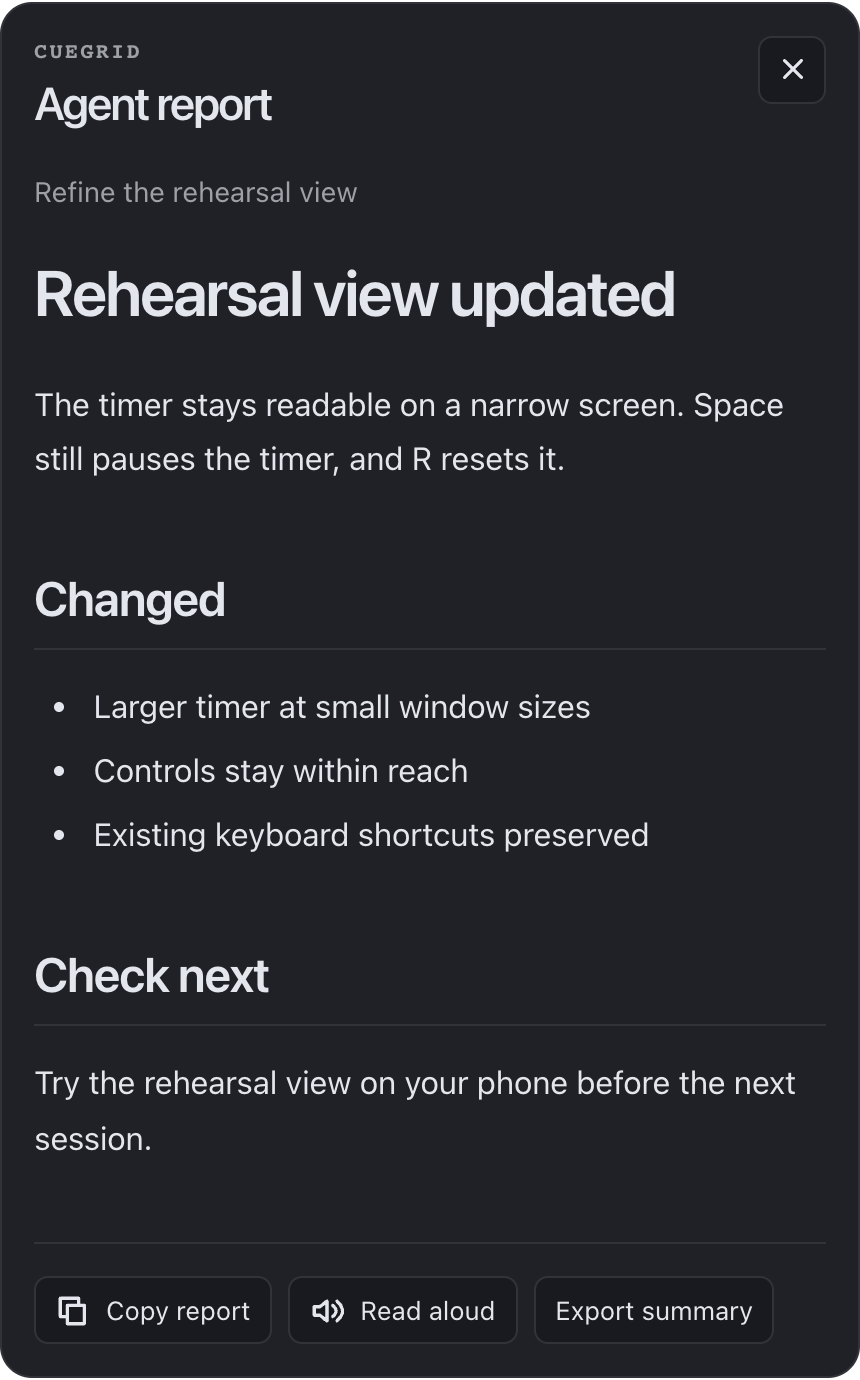 CUEGRID
Agent report
Refine the rehearsal view
Rehearsal view updated
The timer stays readable on a narrow screen. Space
still pauses the timer, and R resets it.
Changed
• Larger timer at small window sizes
• Controls stay within reach
• Existing keyboard shortcuts preserved
Check next
Try the rehearsal view on your phone before the next
session.
Copy report
Read aloud
Export summary